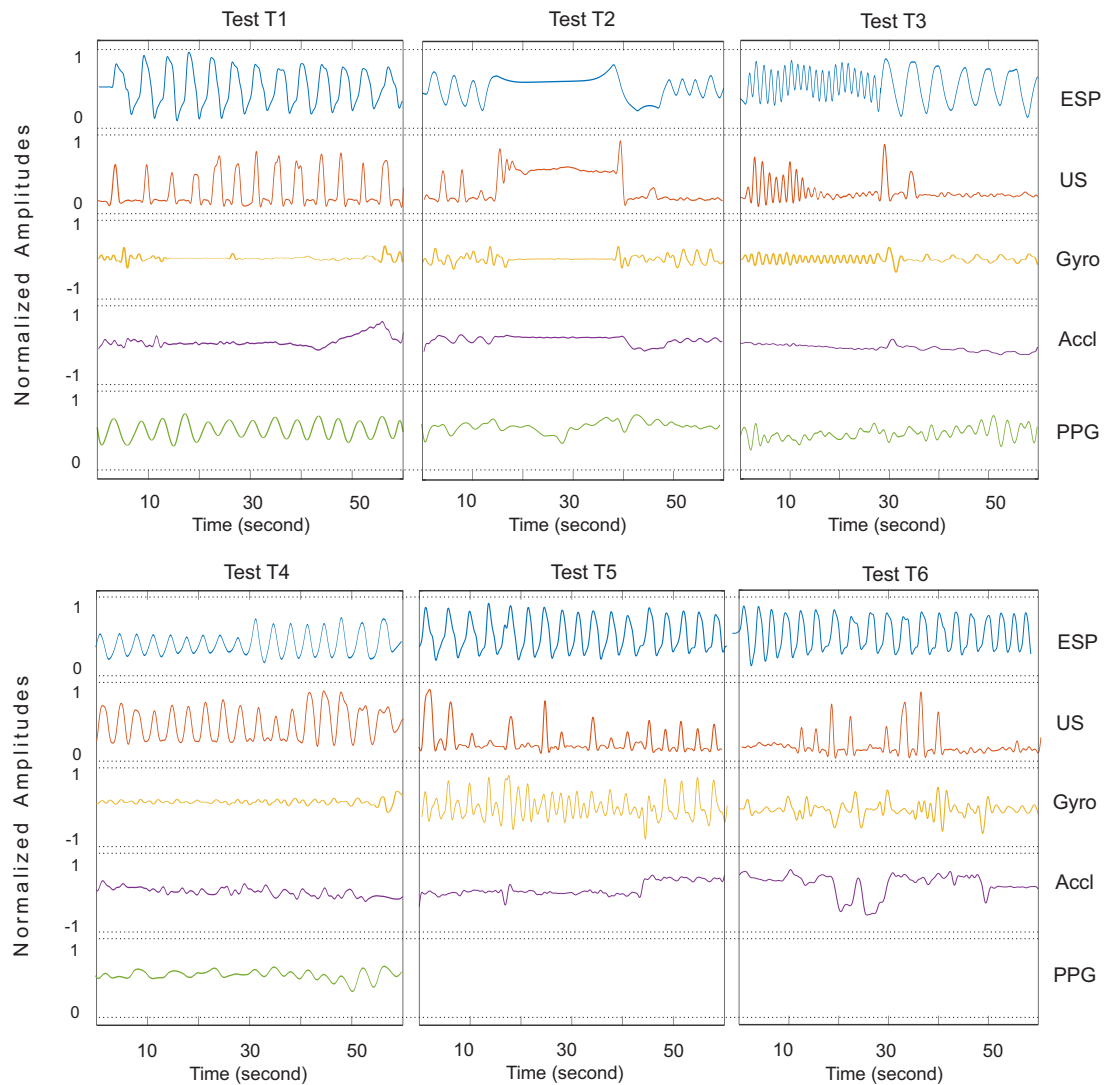 Test T1
Test T2
Test T3
Normalized Amplitudes
1
0
ESP
1
0
US
1
-1
Gyro
1
-1
Accl
1
0
PPG
10 30 50
10 30 50
10 30 50
Time (second)
Time (second)
Time (second)
Test T4
Test T5
Test T6
Normalized Amplitudes
1
0
ESP
1
0
US
1
-1
Gyro
1
-1
Accl
1
0
PPG
10 30 50
10 30 50
10 30 50
Time (second)
Time (second)
Time (second)